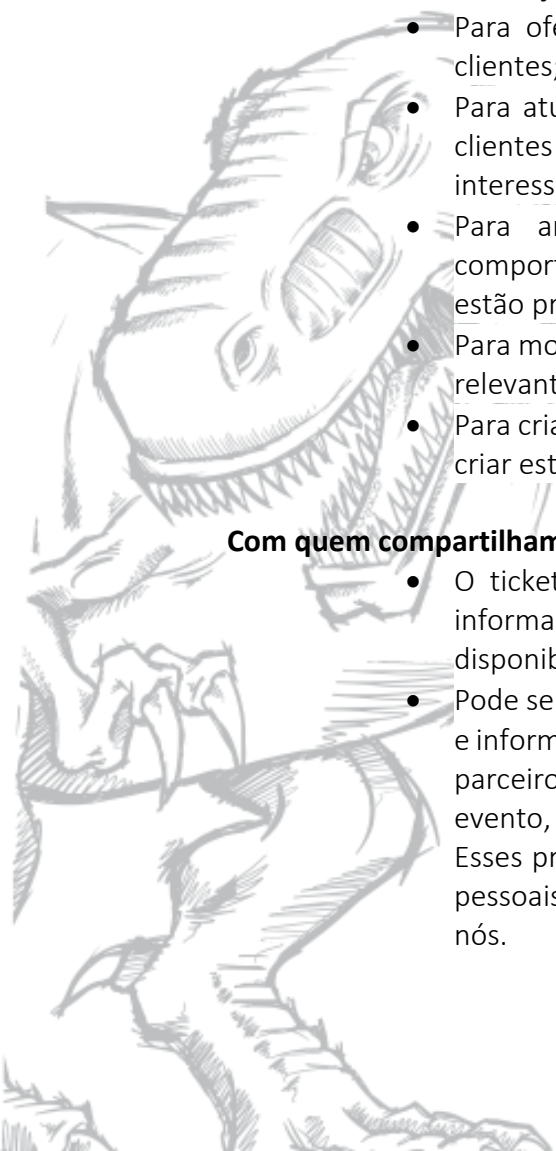 • Para ofe
clientes;
• Para atu
clientes
interess
• Para an
comport
estão pr
• Para mo
relevant
• Para cria
criar est
Com quem compartilham
• O ticket
informa
disponib
• Pode se
e inform
parceiro
evento,
Esses pr
pessoais
nós.